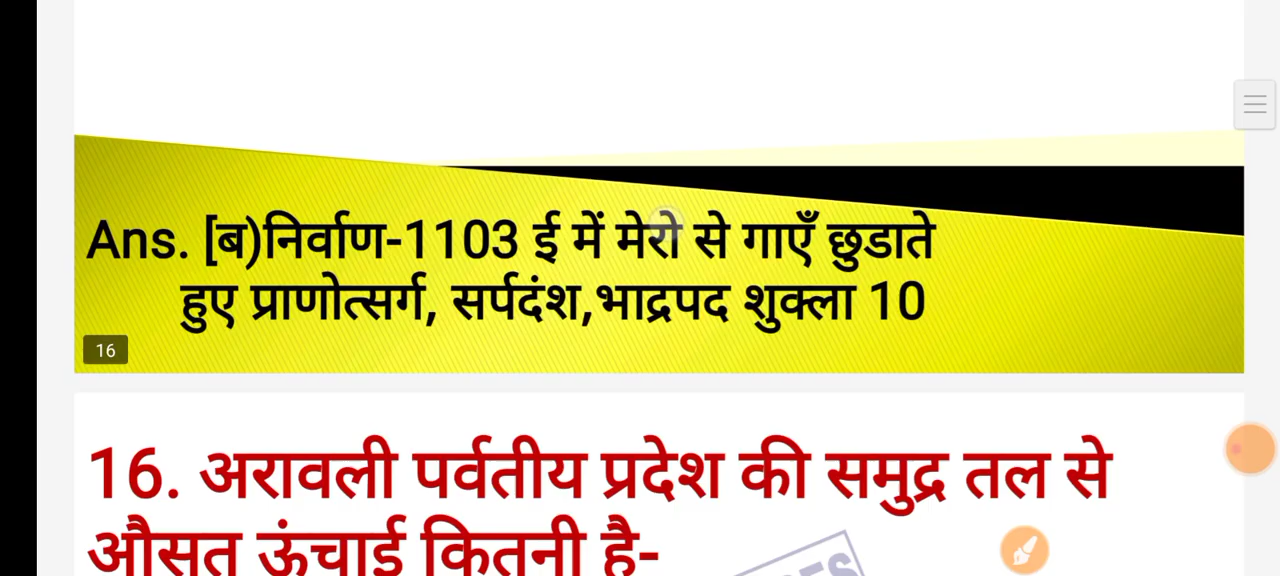 Ans. [ब)निर्वाण-1103 ई में मेरो से गाएँ छुडाते
हुए प्राणोत्सर्ग, सर्पदंश,भाद्रपद शुक्ला 10
16
16. अरावली पर्वतीय प्रदेश की समुद्र तल से
औसत ऊंचाई कितनी है-